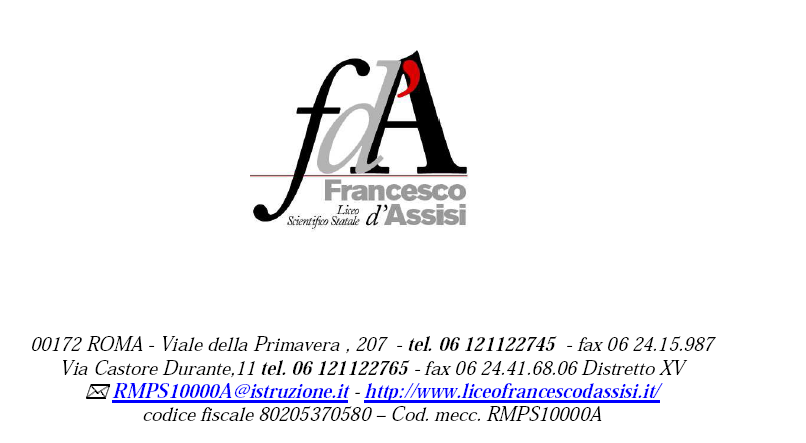 fd'A
Francesco
Liceo
Scientifico Statale d'Assisi
00172 ROMA - Viale della Primavera , 207 - tel. 06 121122745 - fax 06 24.15.987
Via Castore Durante,11 tel. 06 121122765 - fax 06 24.41.68.06 Distretto XV
✉ RMPS10000A@istruzione.it - http://www.liceofrancescodassisi.it/
codice fiscale 80205370580 – Cod. mecc. RMPS10000A